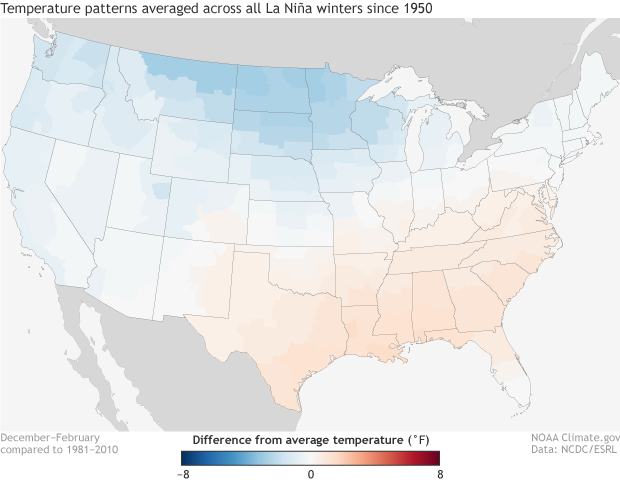 Temperature patterns averaged across all La Niña winters since 1950
December−February
compared to 1981−2010
Difference from average temperature (°F)
−8
0
8
NOAA Climate.gov
Data: NCDC/ESRL